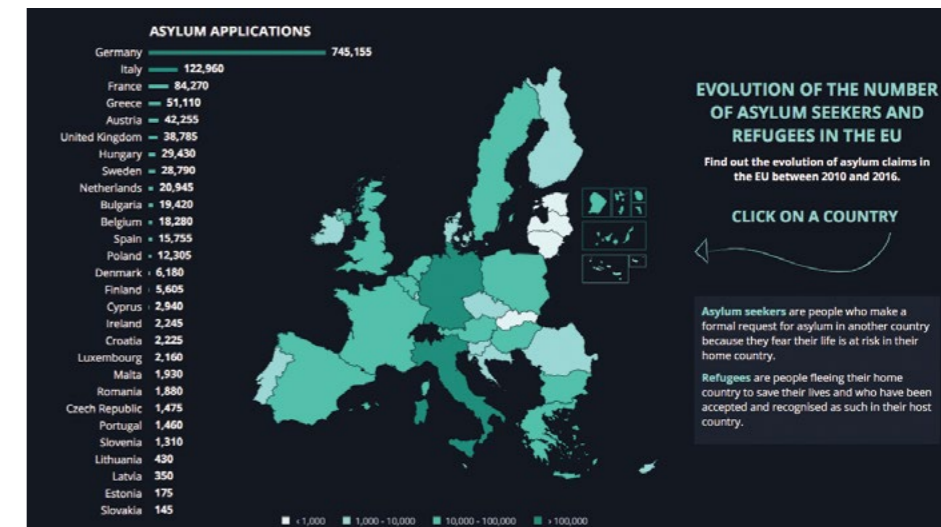 ASYLUM APPLICATIONS
Germany 745,155
Italy 122,960
France 84,270
Greece 51,110
Austria 42,255
United Kingdom 38,785
Hungary 29,430
Sweden 28,790
Netherlands 20,945
Bulgaria 19,420
Belgium 18,280
Spain 15,755
Poland 12,305
Denmark 6,180
Finland 5,605
Cyprus 2,940
Ireland 2,245
Croatia 2,225
Luxembourg 2,160
Malta 1,930
Romania 1,880
Czech Republic 1,475
Portugal 1,460
Slovenia 1,310
Lithuania 430
Latvia 350
Estonia 175
Slovakia 145
< 1,000 1,000 - 10,000 10,000 - 100,000 > 100,000
EVOLUTION OF THE NUMBER
OF ASYLUM SEEKERS AND
REFUGEES IN THE EU
Find out the evolution of asylum claims in
the EU between 2010 and 2016.
CLICK ON A COUNTRY
Asylum seekers are people who make a
formal request for asylum in another country
because they fear their life is at risk in their
home country.
Refugees are people fleeing their home
country to save their lives and who have been
accepted and recognised as such in their host
country.